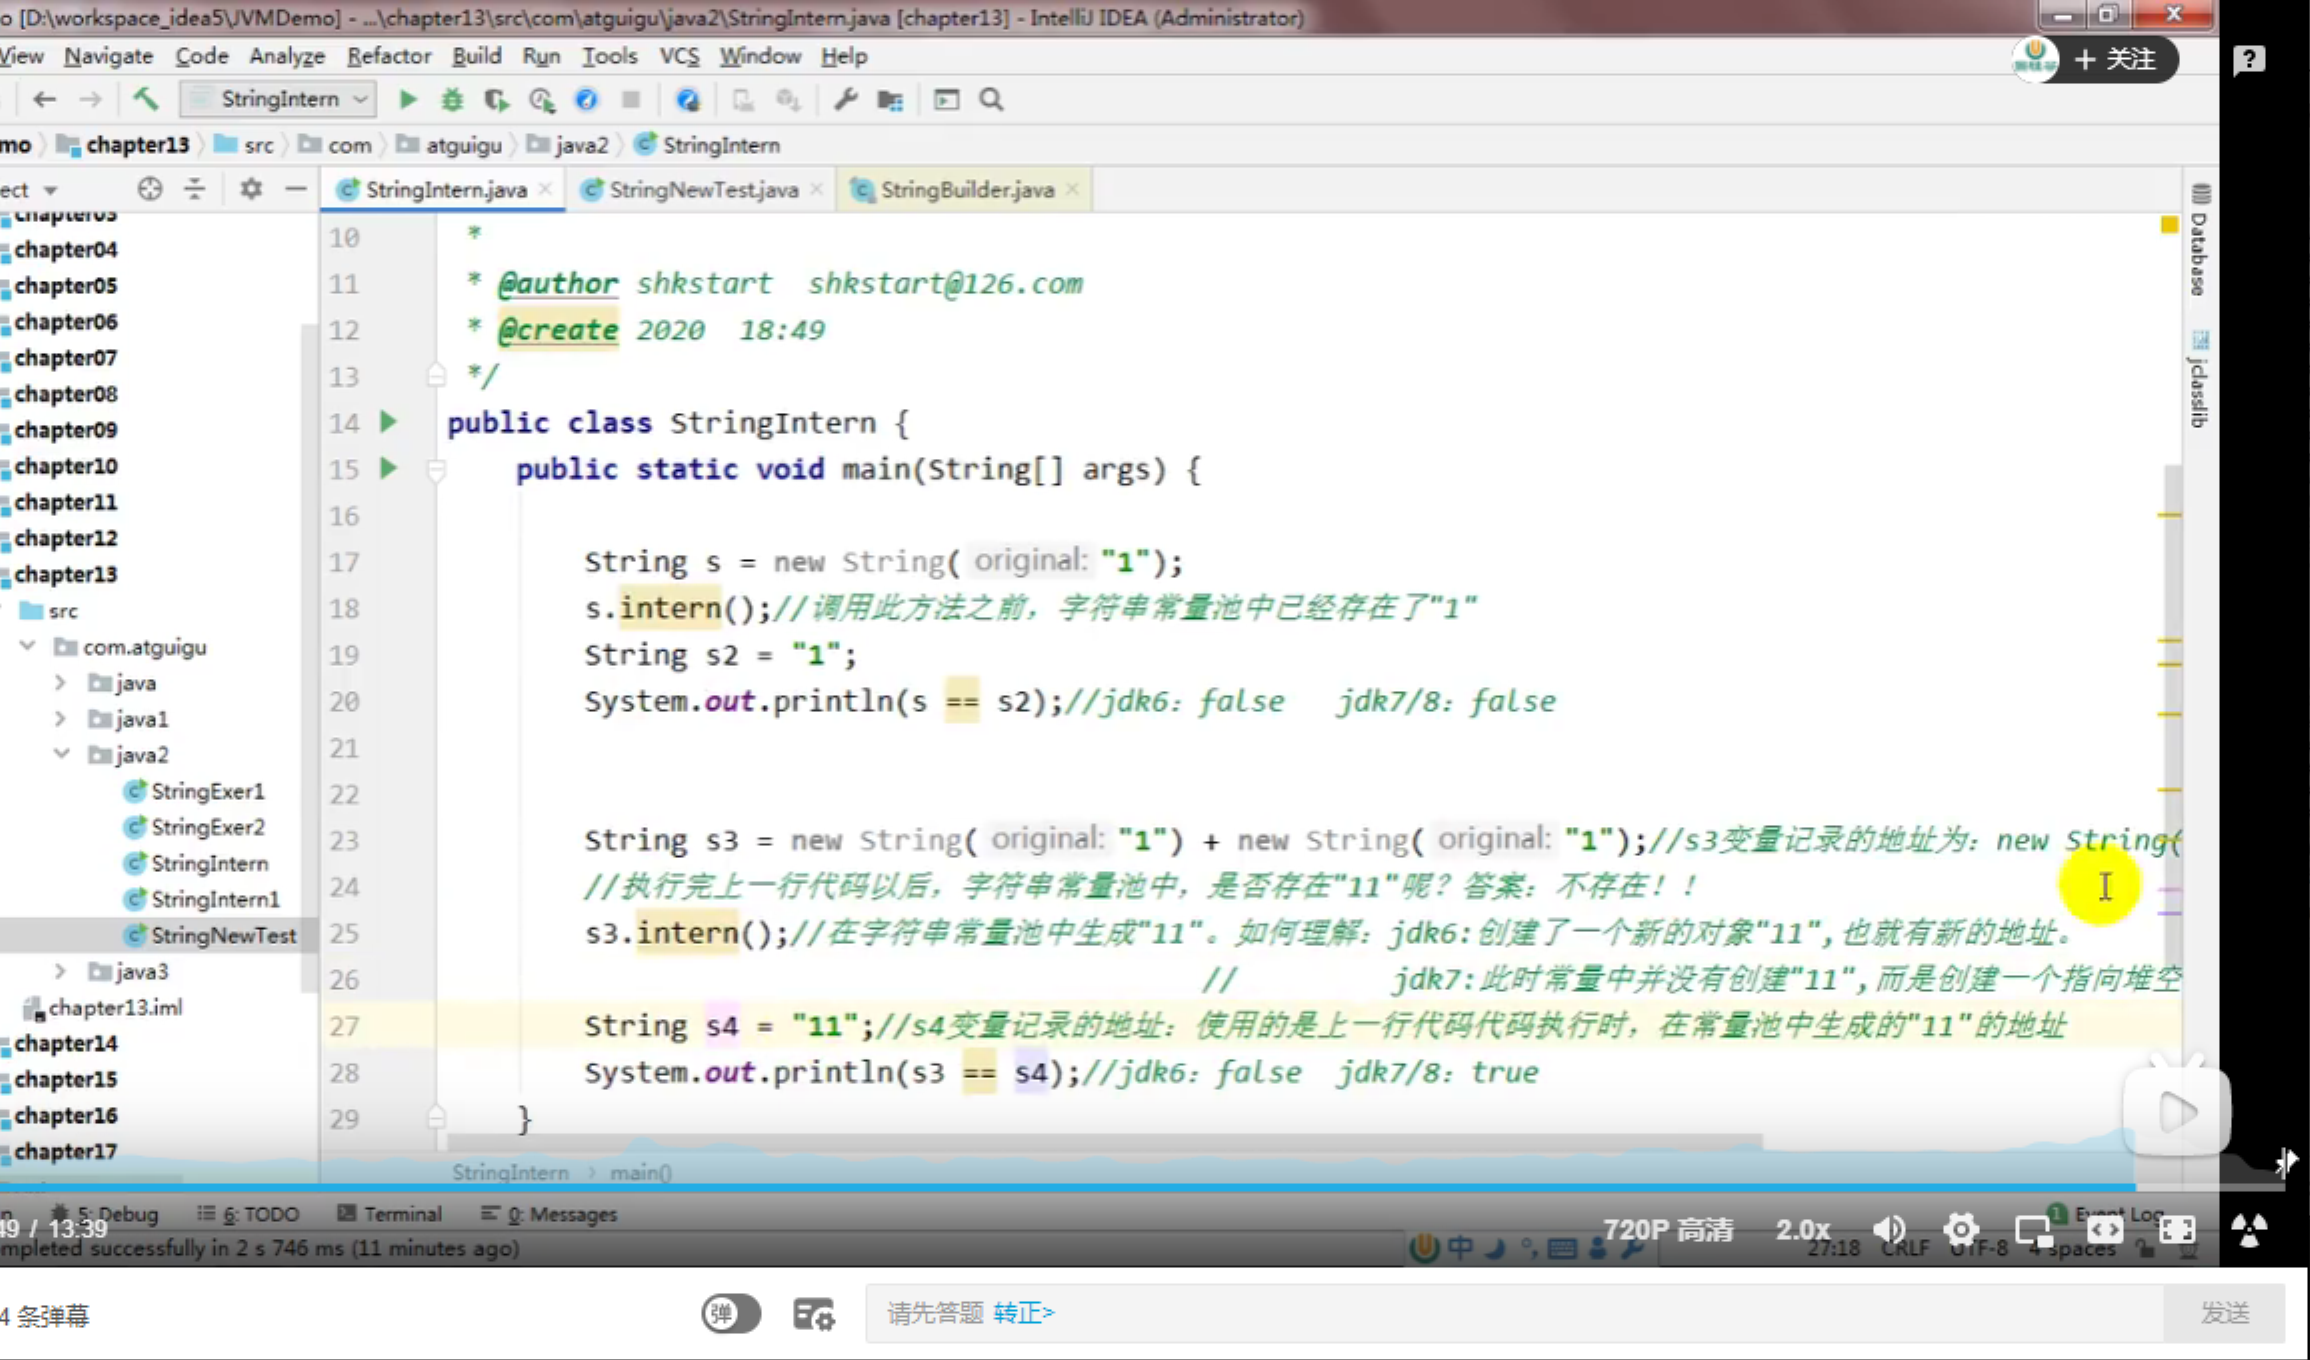 o [D:\workspace_idea5\JVMDemo] - ...\chapter13\src\com\atguigu\java2\StringIntern.java [chapter13] - IntelliJ IDEA (Administrator)
View Navigate Code Analyze Refactor Build Run Tools VCS Window Help
+ 关注
StringIntern
mo chapter13 src com atguigu java2 StringIntern
ect
StringIntern.java StringNewTest.java StringBuilder.java
chapter03
chapter04
chapter05
chapter06
chapter07
chapter08
chapter09
chapter10
chapter11
chapter12
chapter13
src
com.atguigu
java
java1
java2
StringExer1
StringExer2
StringIntern
StringIntern1
StringNewTest
java3
chapter13.iml
chapter14
chapter15
chapter16
chapter17
10 *
11 * @author shkstart shkstart@126.com
12 * @create 2020 18:49
13 */
14 public class StringIntern {
15 public static void main(String[] args) {
16
17 String s = new String( original: "1");
18 s.intern();//调用此方法之前，字符串常量池中已经存在了"1"
19 String s2 = "1";
20 System.out.println(s == s2);//jdk6：false jdk7/8：false
21
22
23 String s3 = new String( original: "1") + new String( original: "1");//s3变量记录的地址为：new String(
24 //执行完上一行代码以后，字符串常量池中，是否存在"11"呢？答案：不存在！！
25 s3.intern();//在字符串常量池中生成"11"。如何理解：jdk6:创建了一个新的对象"11",也就有新的地址。
26 // jdk7:此时常量中并没有创建"11",而是创建一个指向堆空
27 String s4 = "11";//s4变量记录的地址：使用的是上一行代码代码执行时，在常量池中生成的"11"的地址
28 System.out.println(s3 == s4);//jdk6：false jdk7/8：true
29 }
StringIntern main()
Database
jclasslib
5: Debug 6: TODO Terminal 0: Messages
1 Event Log
49 / 13:39
720P 高清 2.0x
mpleted successfully in 2 s 746 ms (11 minutes ago)
中
27:18 CRLF UTF-8 4 spaces
4 条弹幕
弹
请先答题 转正>
发送